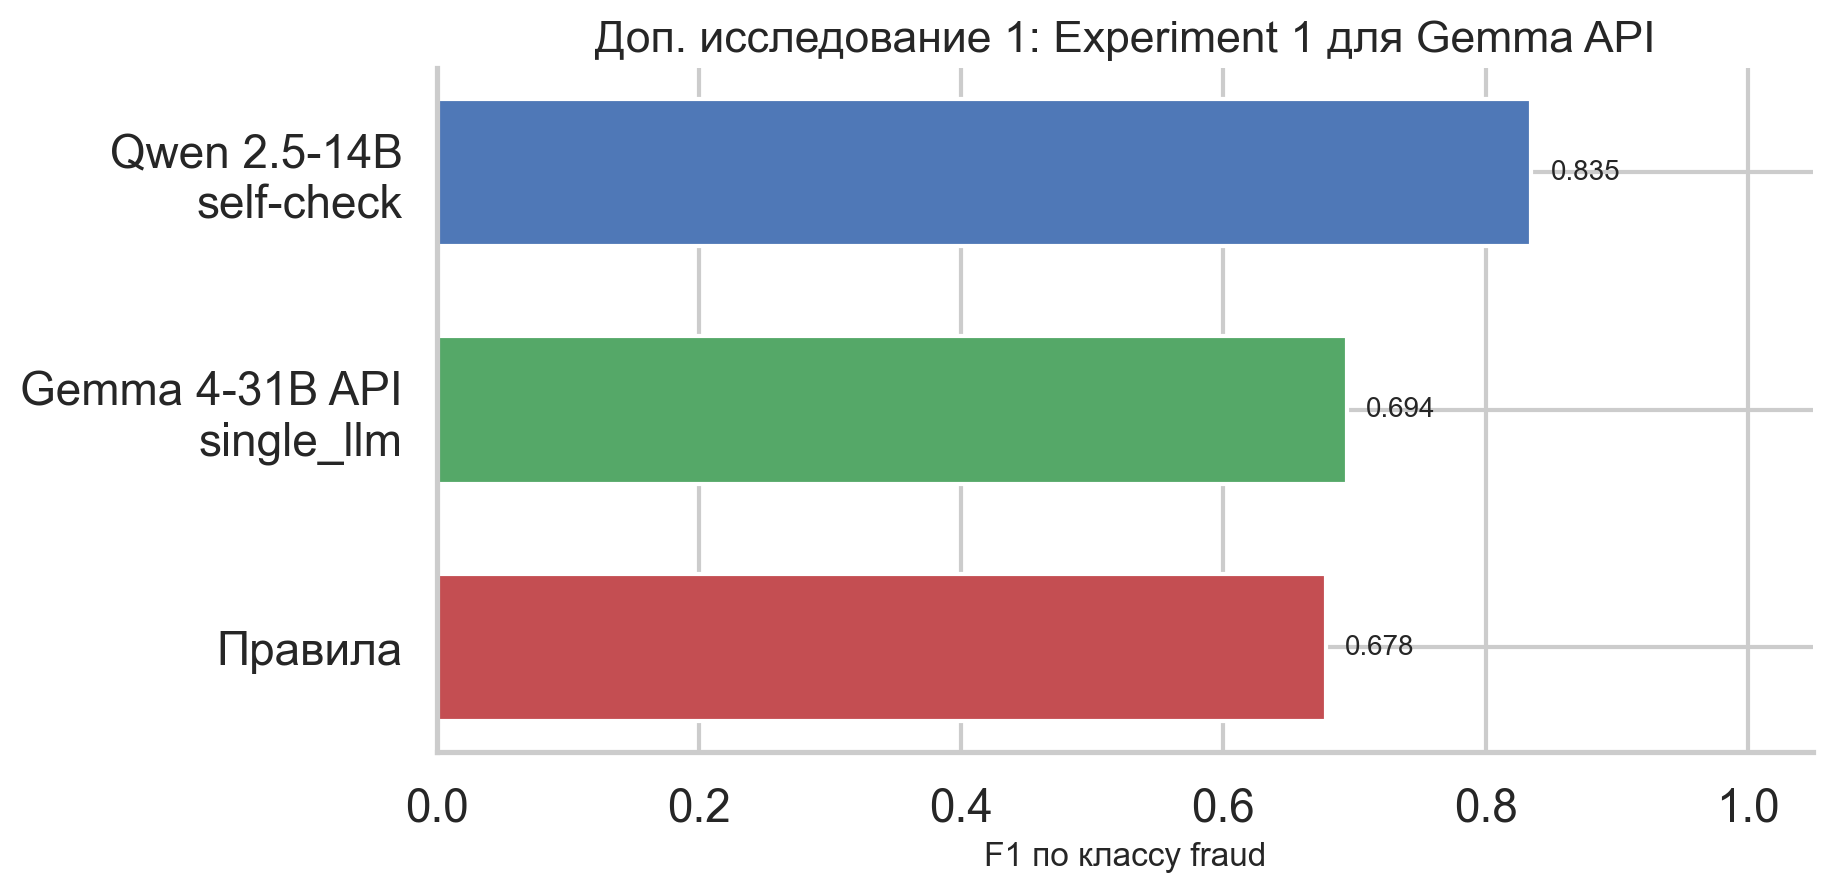 Доп. исследование 1: Experiment 1 для Gemma API
Qwen 2.5-14B
self-check
0.835
Gemma 4-31B API
single_llm
0.694
Правила
0.678
0.0 0.2 0.4 0.6 0.8 1.0
F1 по классу fraud